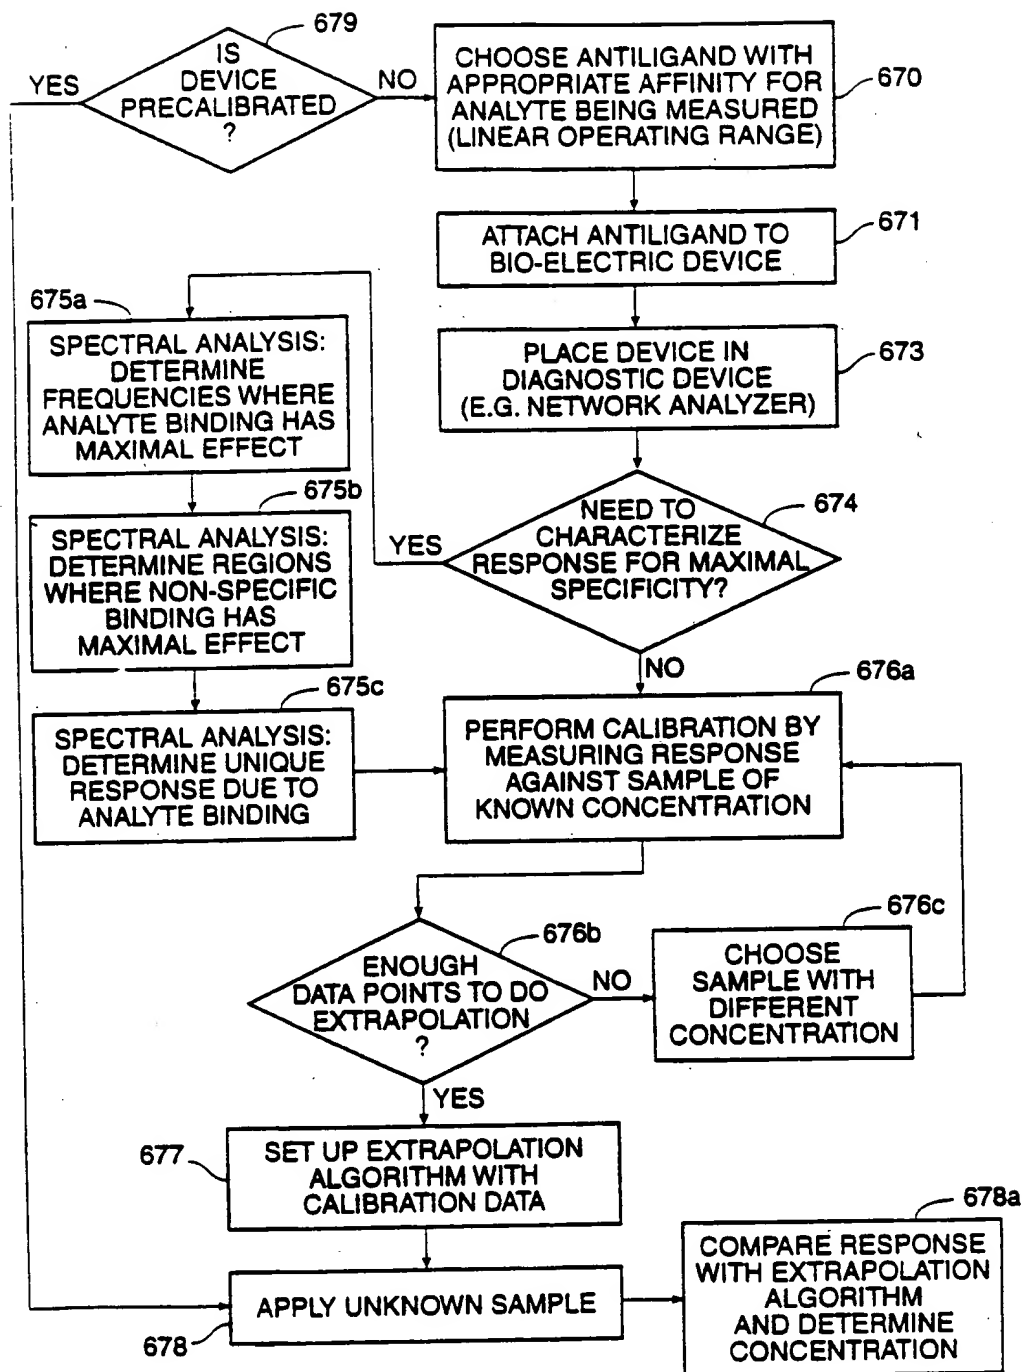 679
IS
DEVICE
PRECALIBRATED
?
YES
NO
CHOOSE ANTILIGAND WITH
APPROPRIATE AFFINITY FOR
ANALYTE BEING MEASURED
(LINEAR OPERATING RANGE)
670
ATTACH ANTILIGAND TO
BIO-ELECTRIC DEVICE
671
PLACE DEVICE IN
DIAGNOSTIC DEVICE
(E.G. NETWORK ANALYZER)
673
NEED TO
CHARACTERIZE
RESPONSE FOR MAXIMAL
SPECIFICITY?
674
YES
NO
675a
SPECTRAL ANALYSIS:
DETERMINE
FREQUENCIES WHERE
ANALYTE BINDING HAS
MAXIMAL EFFECT
675b
SPECTRAL ANALYSIS:
DETERMINE REGIONS
WHERE NON-SPECIFIC
BINDING HAS
MAXIMAL EFFECT
675c
SPECTRAL ANALYSIS:
DETERMINE UNIQUE
RESPONSE DUE TO
ANALYTE BINDING
676a
PERFORM CALIBRATION BY
MEASURING RESPONSE
AGAINST SAMPLE OF
KNOWN CONCENTRATION
676b
ENOUGH
DATA POINTS TO DO
EXTRAPOLATION
?
NO
YES
676c
CHOOSE
SAMPLE WITH
DIFFERENT
CONCENTRATION
677
SET UP EXTRAPOLATION
ALGORITHM WITH
CALIBRATION DATA
APPLY UNKNOWN SAMPLE
678
678a
COMPARE RESPONSE
WITH EXTRAPOLATION
ALGORITHM
AND DETERMINE
CONCENTRATION